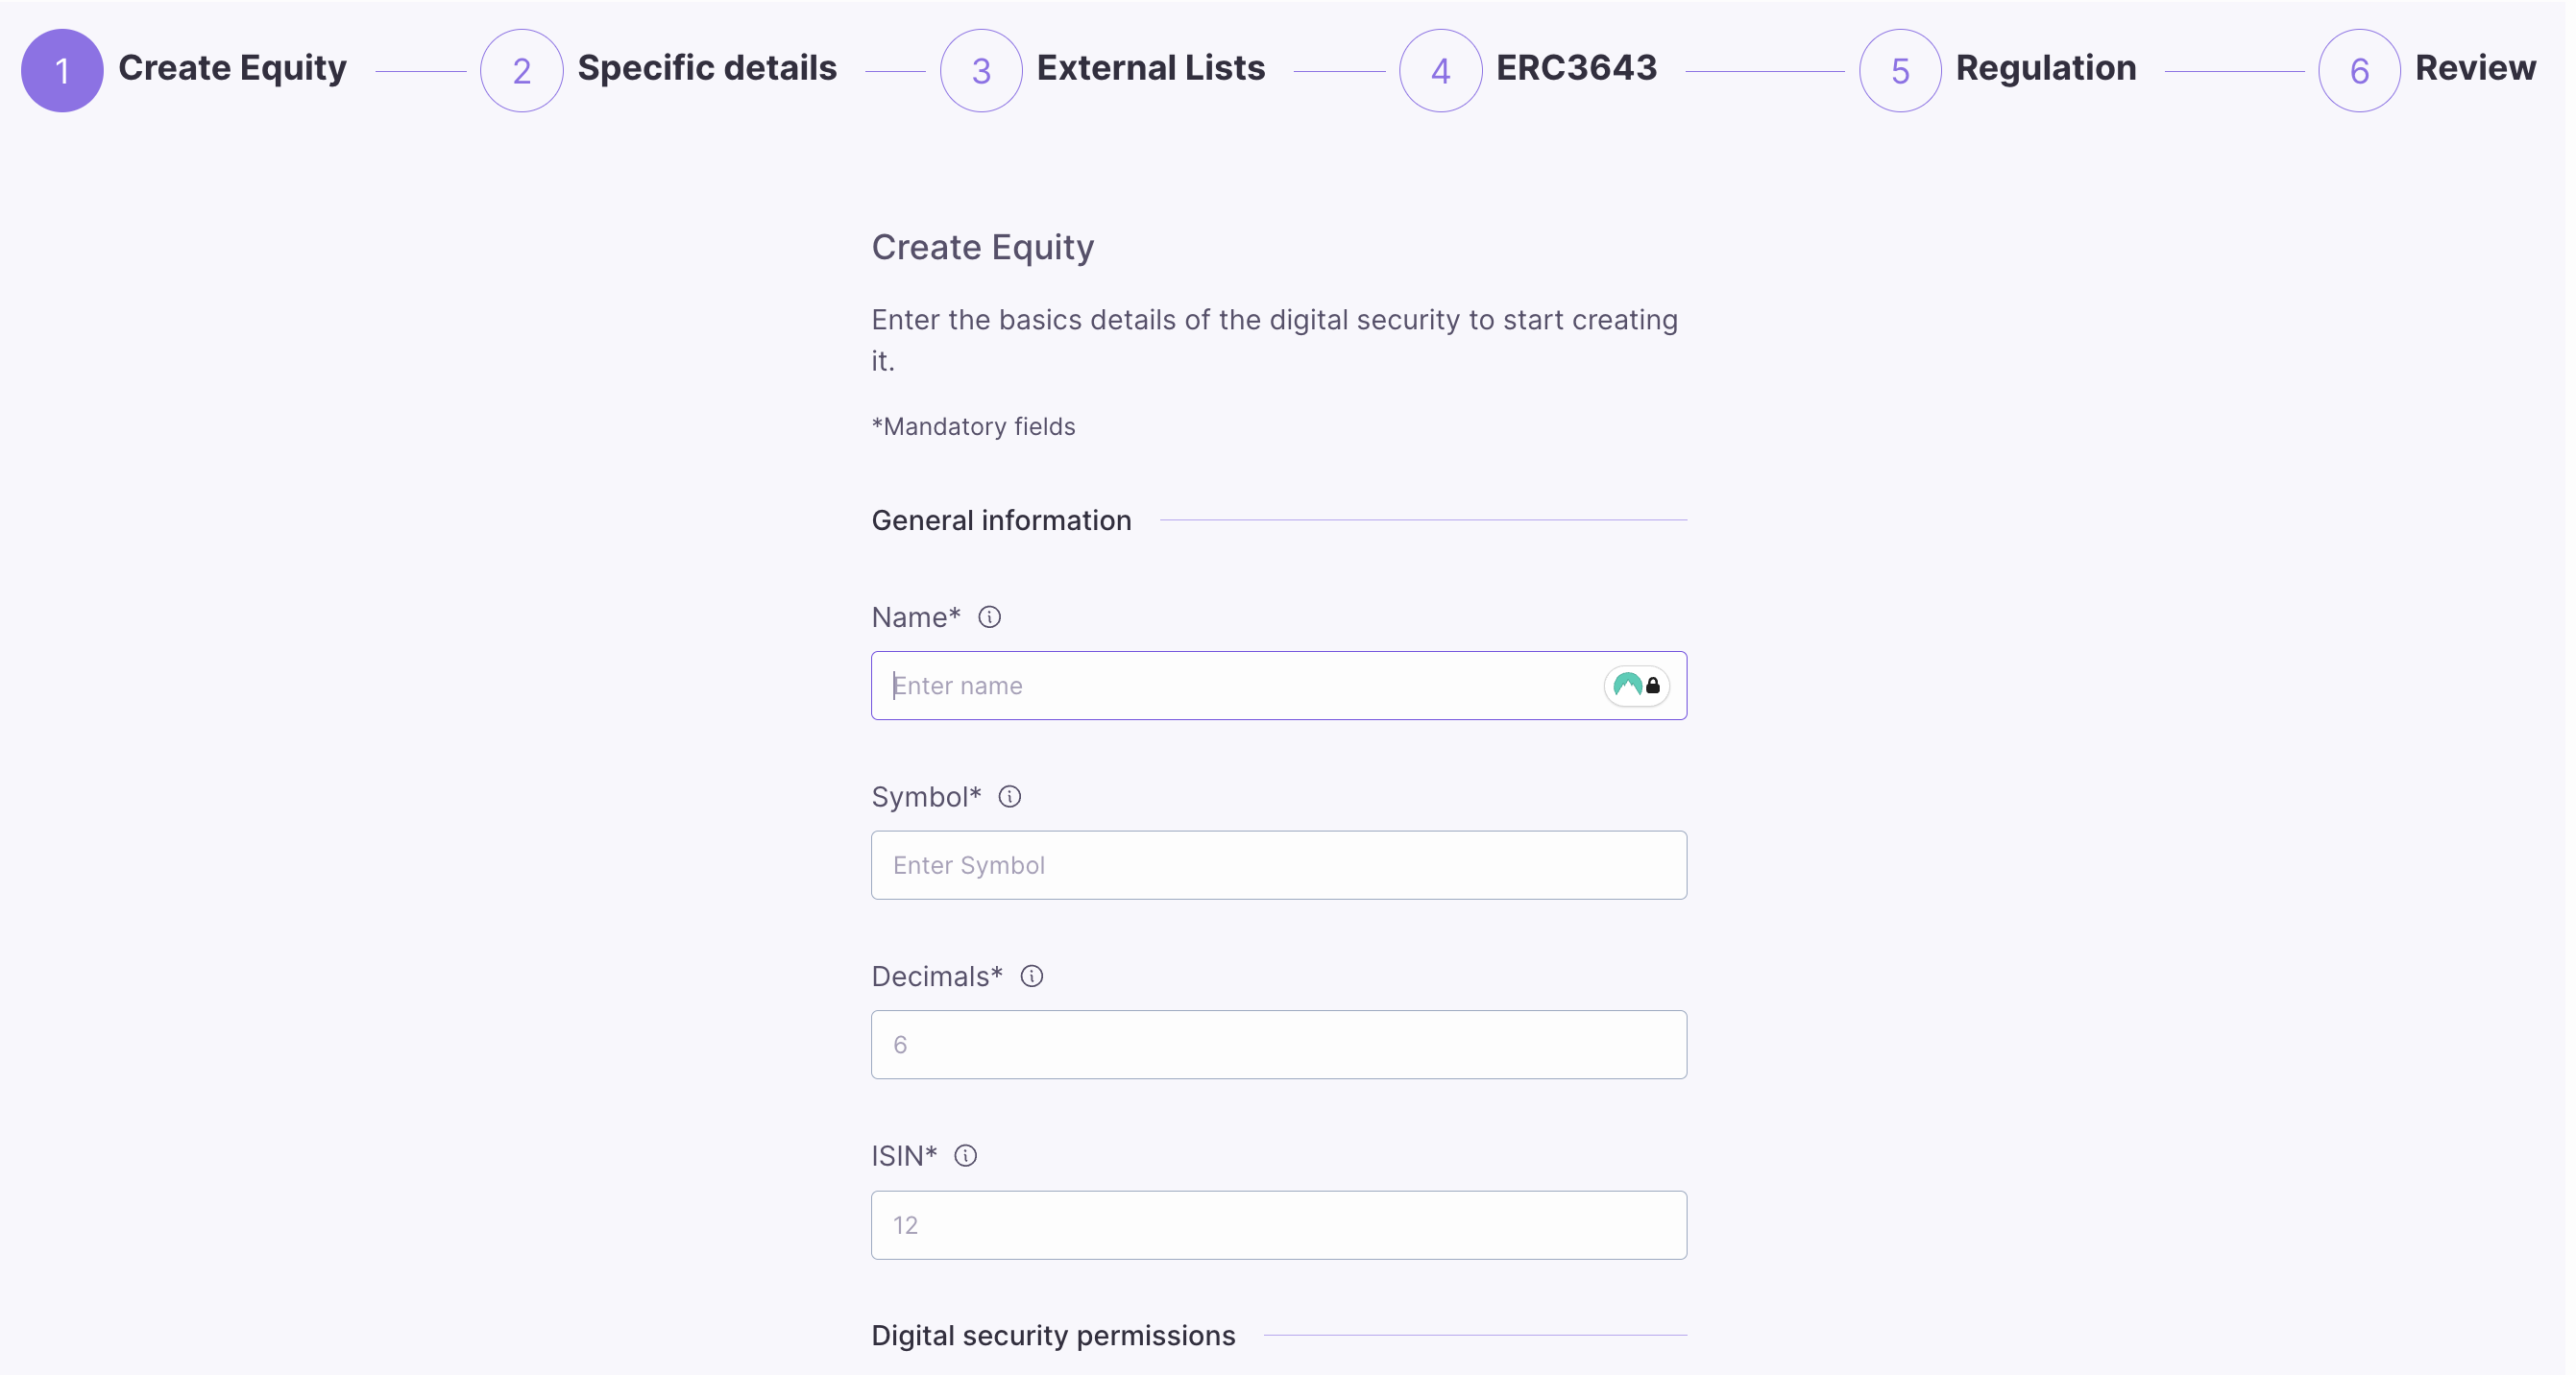 1 Create Equity 2 Specific details 3 External Lists 4 ERC3643 5 Regulation 6 Review
Create Equity
Enter the basics details of the digital security to start creating
it.
*Mandatory fields
General information
Name*
Enter name
Symbol*
Enter Symbol
Decimals*
6
ISIN*
12
Digital security permissions